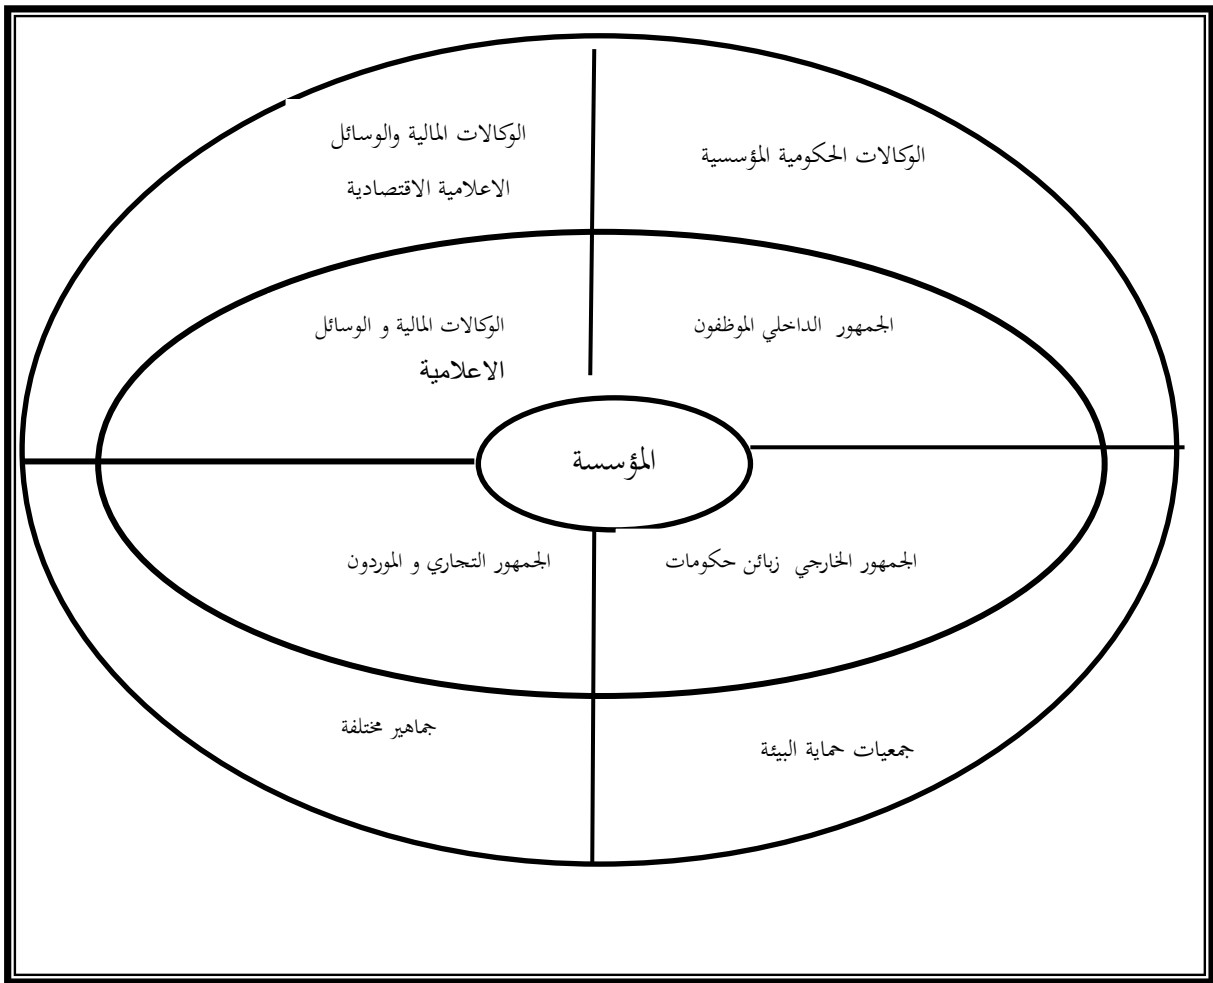 الوكالات الحكومية المؤسسية
الوكالات المالية والوسائل
الاعلامية الاقتصادية
الجمهور الداخلي الموظفون
الوكالات المالية و الوسائل
الاعلامية
المؤسسة
الجمهور الخارجي زبائن حكومات
الجمهور التجاري و الموردون
جمعيات حماية البيئة
جماهير مختلفة